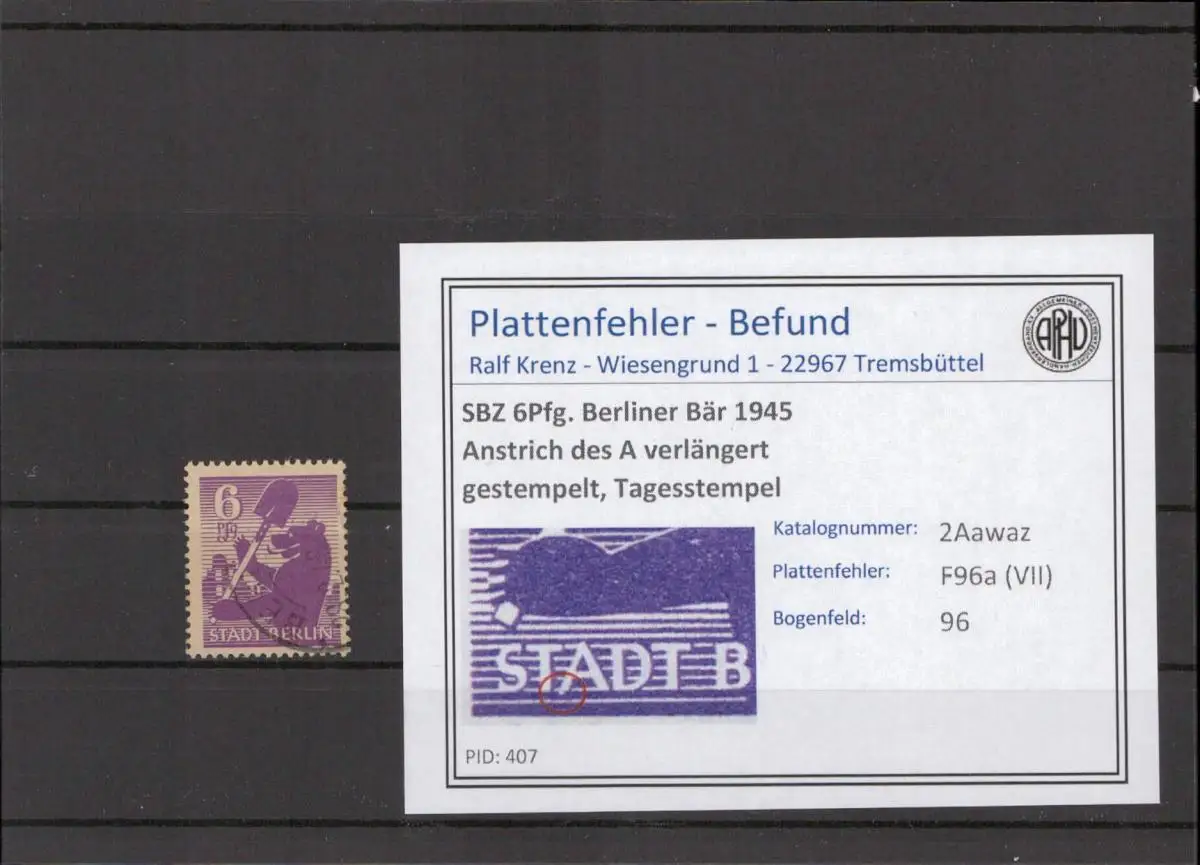 6
Pfg
STADT BERLIN
Plattenfehler - Befund
Ralf Krenz - Wiesengrund 1 - 22967 Tremsbüttel
APHV
SBZ 6Pfg. Berliner Bär 1945
Anstrich des A verlängert
gestempelt, Tagesstempel
STADT B
Katalognummer: 2Aawaz
Plattenfehler: F96a (VII)
Bogenfeld: 96
PID: 407